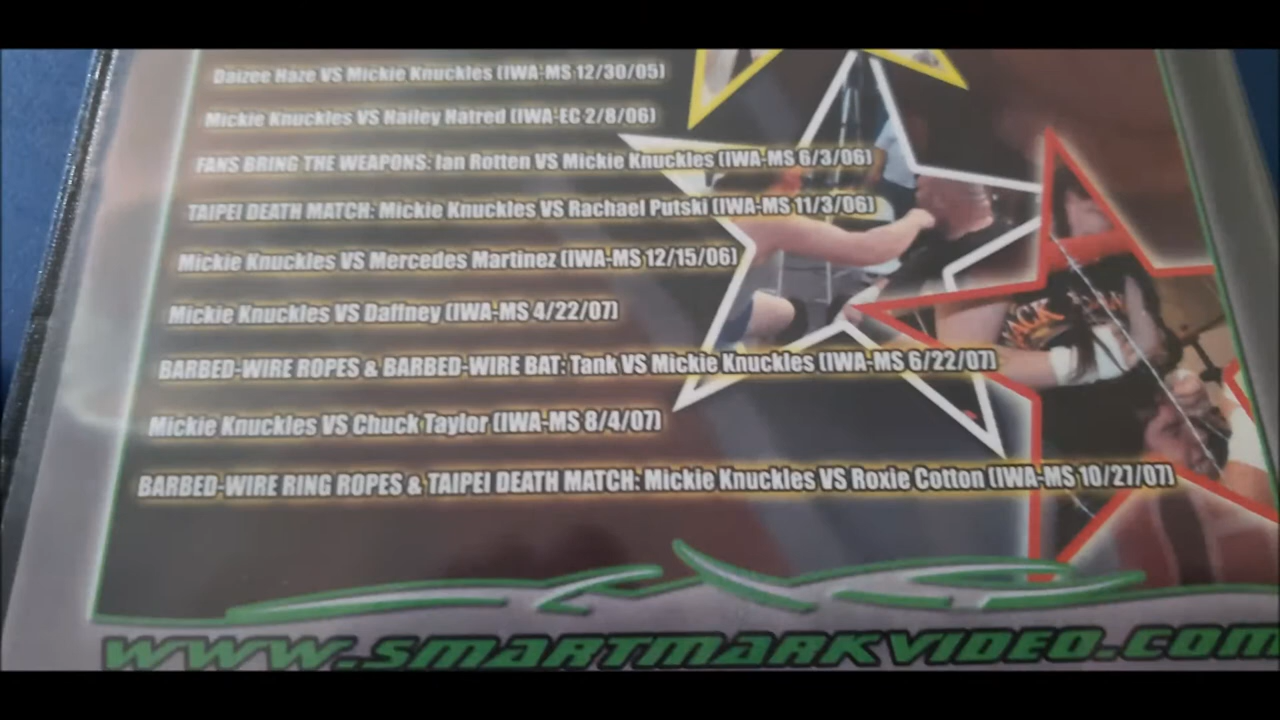 Daizee Haze VS Mickie Knuckles (IWA-MS 12/30/05)
Mickie Knuckles VS Hailey Hatred (IWA-EC 2/8/06)
FANS BRING THE WEAPONS: Ian Rotten VS Mickie Knuckles (IWA-MS 6/3/06)
TAIPEI DEATH MATCH: Mickie Knuckles VS Rachael Putski (IWA-MS 11/3/06)
Mickie Knuckles VS Mercedes Martinez (IWA-MS 12/15/06)
Mickie Knuckles VS Daffney (IWA-MS 4/22/07)
BARBED-WIRE ROPES & BARBED-WIRE BAT: Tank VS Mickie Knuckles (IWA-MS 6/22/07)
Mickie Knuckles VS Chuck Taylor (IWA-MS 8/4/07)
BARBED-WIRE RING ROPES & TAIPEI DEATH MATCH: Mickie Knuckles VS Roxie Cotton (IWA-MS 10/27/07)
WWW.SMARTMARKVIDEO.COM